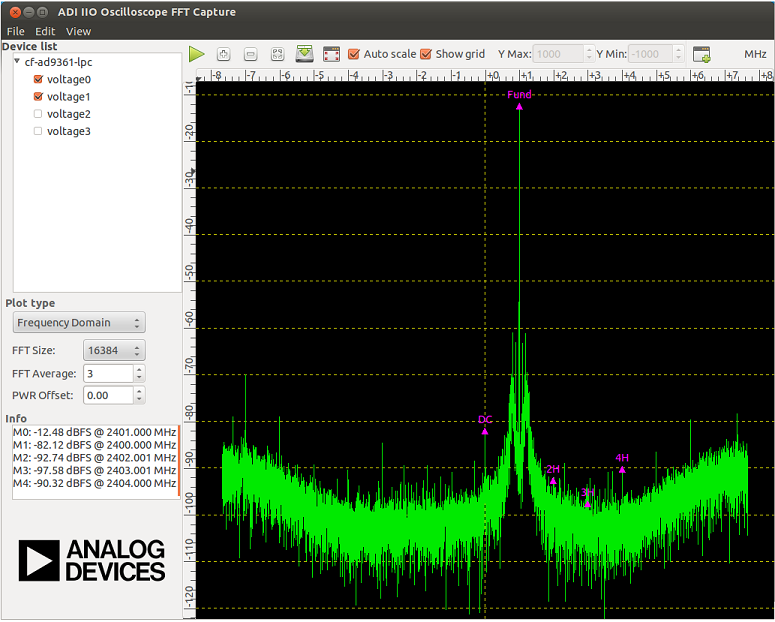 ADI IIO Oscilloscope FFT Capture
File Edit View
Device list
cf-ad9361-lpc
voltage0
voltage1
voltage2
voltage3
Auto scale Show grid Y Max: 1000 Y Min: -1000 MHz
-8 -7 -6 -5 -4 -3 -2 -1 +0 +1 +2 +3 +4 +5 +6 +7 +8
-10
-20
-30
-40
-50
-60
-70
-80
-90
-100
-110
-120
Fund
DC
2H
3H
4H
Plot type
Frequency Domain
FFT Size: 16384
FFT Average: 3
PWR Offset: 0.00
Info
M0: -12.48 dBFS @ 2401.000 MHz
M1: -82.12 dBFS @ 2400.000 MHz
M2: -92.74 dBFS @ 2402.001 MHz
M3: -97.58 dBFS @ 2403.001 MHz
M4: -90.32 dBFS @ 2404.000 MHz
ANALOG
DEVICES